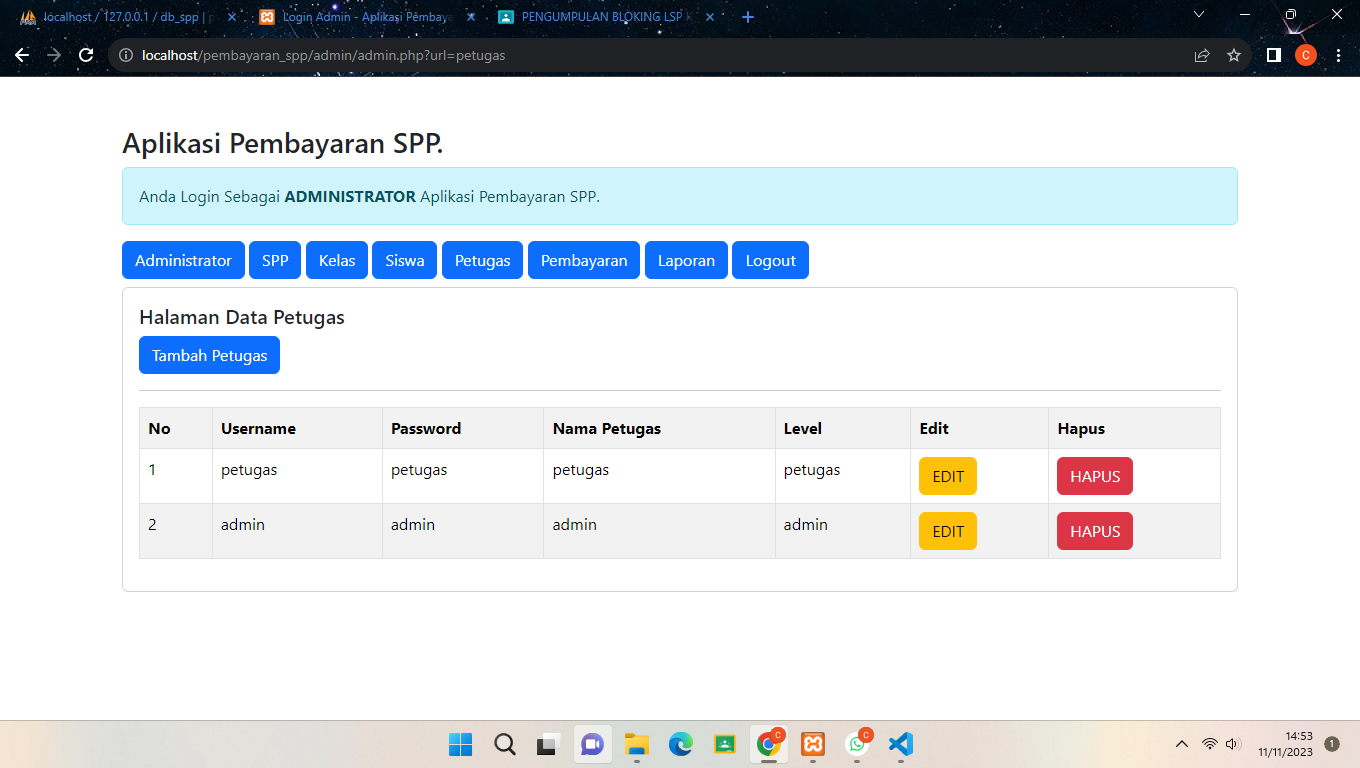 localhost / 127.0.0.1 / db_spp | p
Login Admin - Aplikasi Pembaya
PENGUMPULAN BLOKING LSP k
localhost/pembayaran_spp/admin/admin.php?url=petugas
C
Aplikasi Pembayaran SPP.
Anda Login Sebagai ADMINISTRATOR Aplikasi Pembayaran SPP.
Administrator SPP Kelas Siswa Petugas Pembayaran Laporan Logout
Halaman Data Petugas
Tambah Petugas
No Username Password Nama Petugas Level Edit Hapus
1 petugas petugas petugas petugas EDIT HAPUS
2 admin admin admin admin EDIT HAPUS
C C
14:53
11/11/2023
1